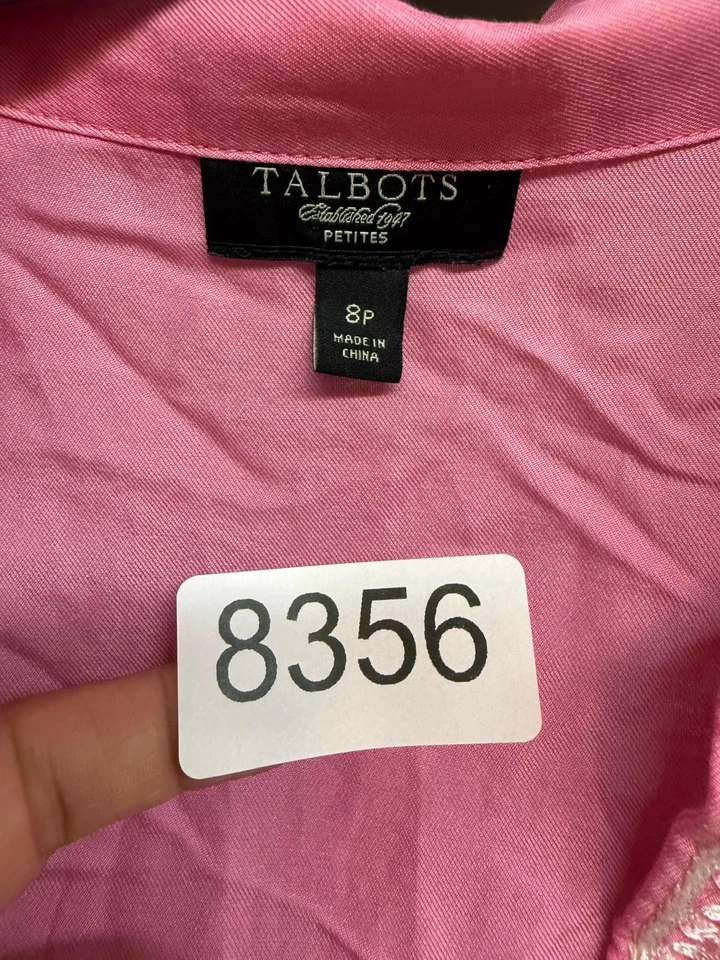 TALBOTS
Established 1947
PETITES
8P
MADE IN
CHINA
8356